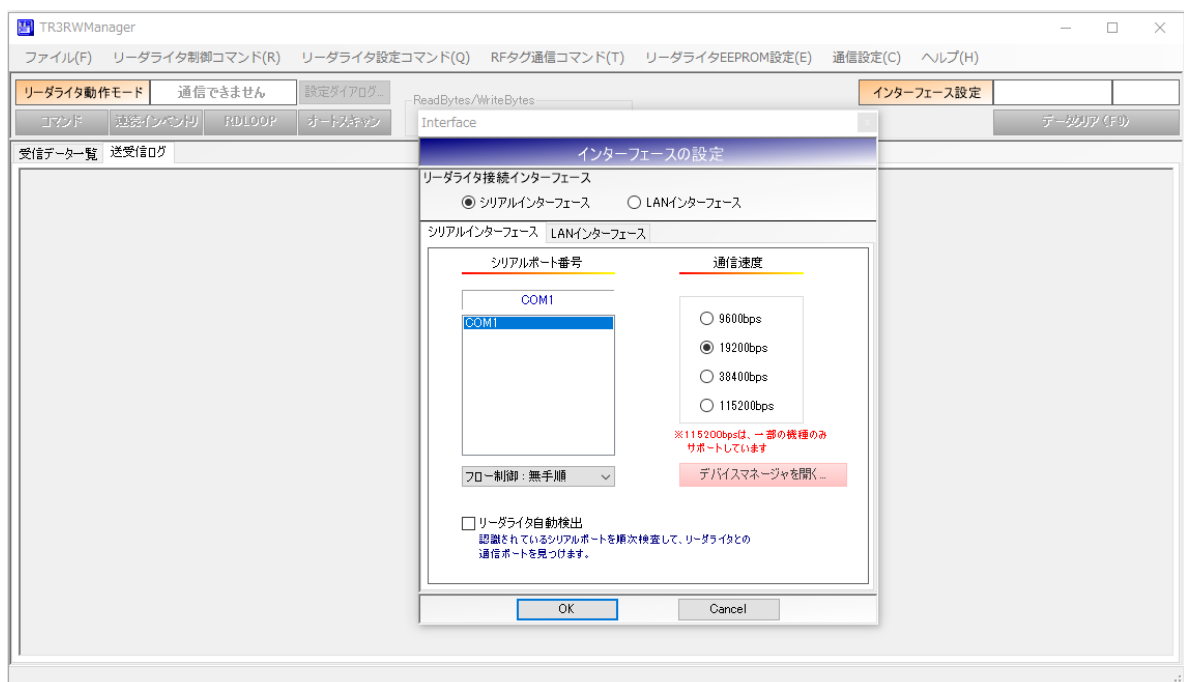 TR3RWManager
ファイル(F) リーダライタ制御コマンド(R) リーダライタ設定コマンド(Q) RFタグ通信コマンド(T) リーダライタEEPROM設定(E) 通信設定(C) ヘルプ(H)
リーダライタ動作モード 通信できません 設定ダイアログ... インターフェース設定
ReadBytes/WriteBytes
コマンド 連続インベントリ RDLOOP オートスキャン データクリア(F9)
受信データ一覧 送受信ログ
Interface
インターフェースの設定
リーダライタ接続インターフェース
シリアルインターフェース LANインターフェース
シリアルインターフェース LANインターフェース
シリアルポート番号 通信速度
COM1
COM1
9600bps
19200bps
38400bps
115200bps
※115200bpsは、一部の機種のみ
サポートしています
フロー制御:無手順 デバイスマネージャを開く...
リーダライタ自動検出
認識されているシリアルポートを順次検査して、リーダライタとの
通信ポートを見つけます。
OK Cancel